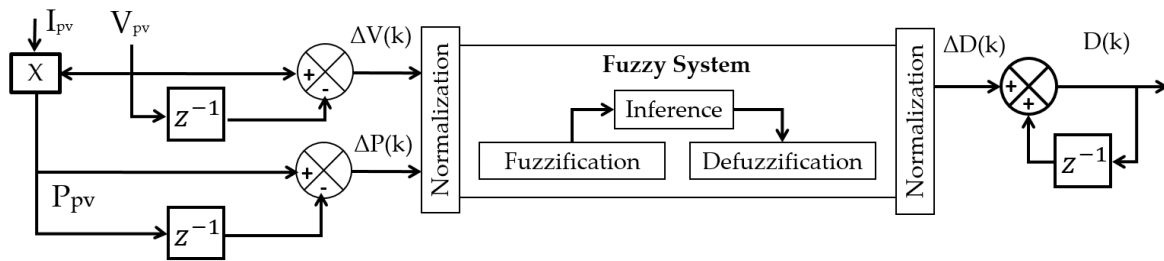 I_pv
V_pv
X
+
-
z⁻¹
ΔV(k)
P_pv
+
-
z⁻¹
ΔP(k)
Normalization
Fuzzy System
Inference
Fuzzification
Defuzzification
Normalization
ΔD(k)
+
+
D(k)
z⁻¹